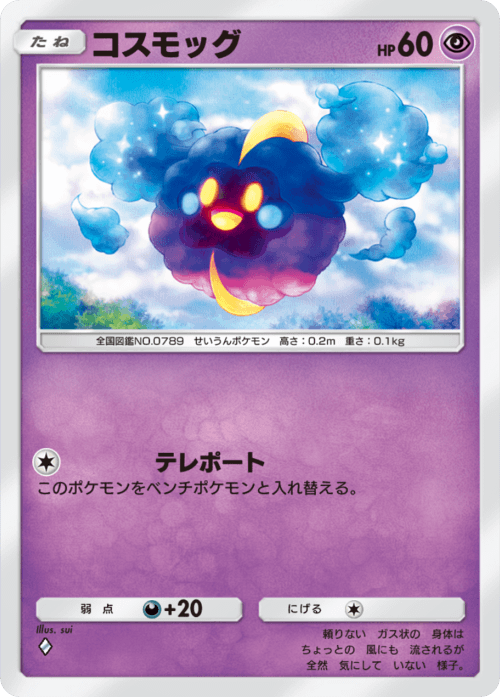 たね コスモッグ HP60
全国図鑑NO.0789 せいうんポケモン 高さ:0.2m 重さ:0.1kg
テレポート
このポケモンをベンチポケモンと入れ替える。
弱点 +20 にげる
Illus. sui
頼りない ガス状の 身体は
ちょっとの 風にも 流されるが
全然 気にして いない 様子。